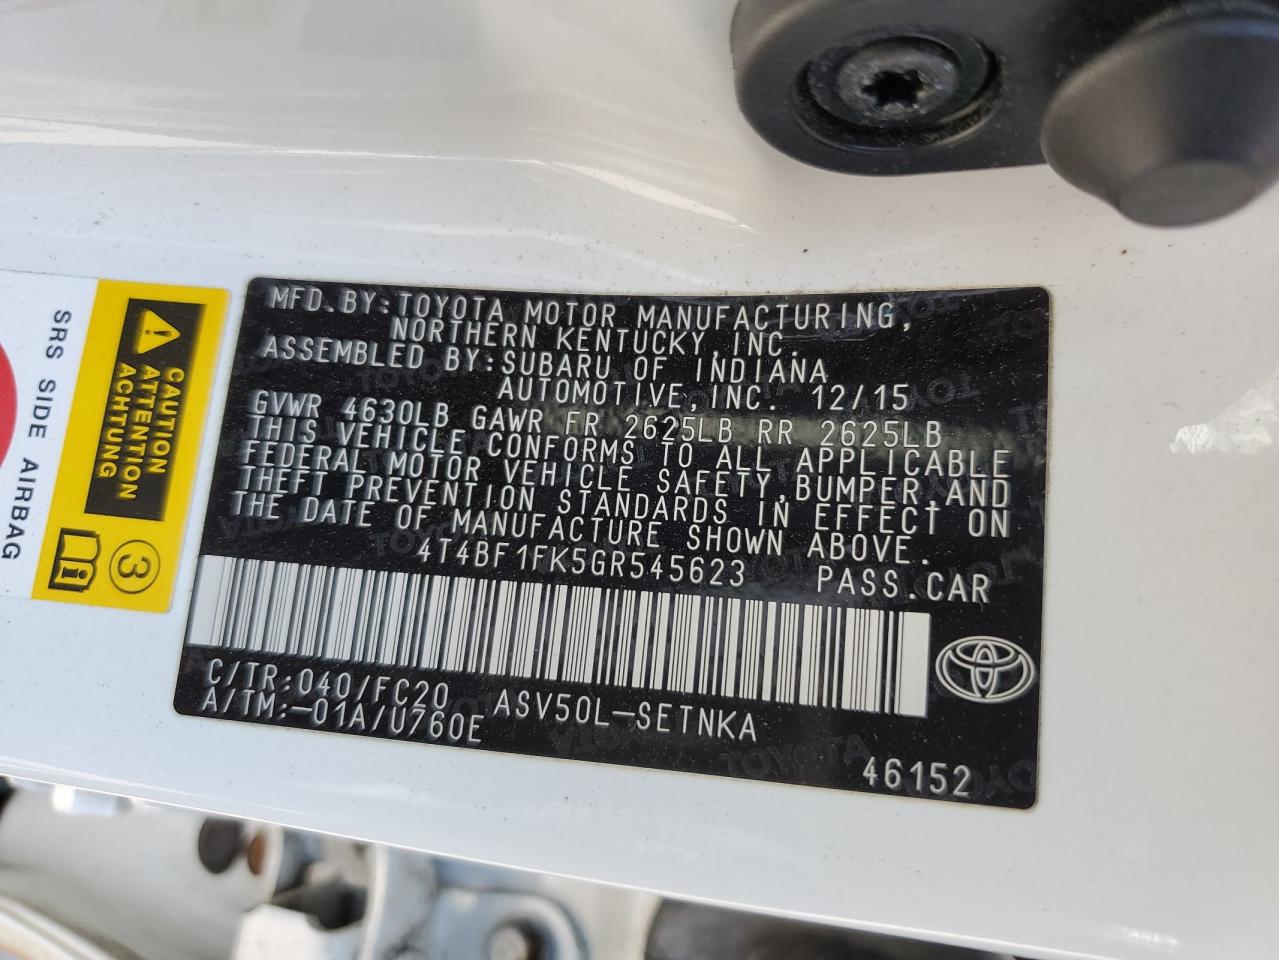 MFD.BY:TOYOTA MOTOR MANUFACTURING,
NORTHERN KENTUCKY,INC.
ASSEMBLED BY:SUBARU OF INDIANA
AUTOMOTIVE,INC. 12/15
GVWR 4630LB GAWR FR 2625LB RR 2625LB
THIS VEHICLE CONFORMS TO ALL APPLICABLE
FEDERAL MOTOR VEHICLE SAFETY,BUMPER,AND
THEFT PREVENTION STANDARDS IN EFFECT ON
THE DATE OF MANUFACTURE SHOWN ABOVE.
4T4BF1FK5GR545623 PASS.CAR
C/TR:040/FC20 ASV50L-SETNKA
A/TM:-01A/U760E
46152
CAUTION
ATTENTION
ACHTUNG
3
SRS SIDE AIRBAG